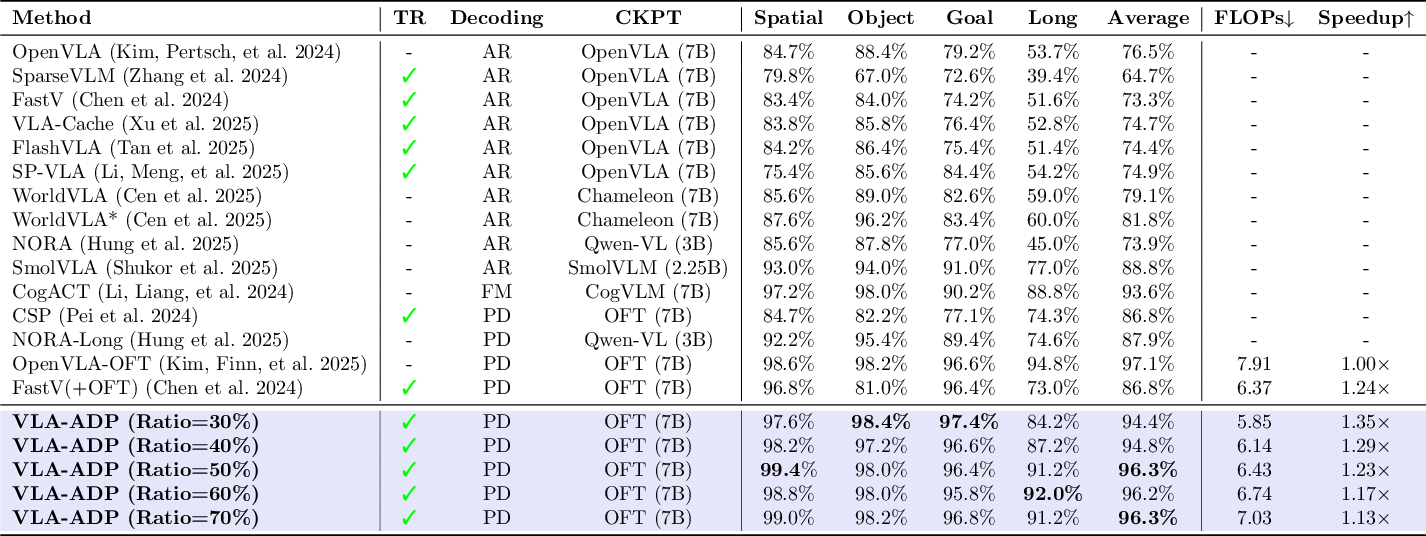 Method TR Decoding CKPT Spatial Object Goal Long Average FLOPs↓ Speedup↑
OpenVLA (Kim, Pertsch, et al. 2024) - AR OpenVLA (7B) 84.7% 88.4% 79.2% 53.7% 76.5% - -
SparseVLM (Zhang et al. 2024) ✓ AR OpenVLA (7B) 79.8% 67.0% 72.6% 39.4% 64.7% - -
FastV (Chen et al. 2024) ✓ AR OpenVLA (7B) 83.4% 84.0% 74.2% 51.6% 73.3% - -
VLA-Cache (Xu et al. 2025) ✓ AR OpenVLA (7B) 83.8% 85.8% 76.4% 52.8% 74.7% - -
FlashVLA (Tan et al. 2025) ✓ AR OpenVLA (7B) 84.2% 86.4% 75.4% 51.4% 74.4% - -
SP-VLA (Li, Meng, et al. 2025) ✓ AR OpenVLA (7B) 75.4% 85.6% 84.4% 54.2% 74.9% - -
WorldVLA (Cen et al. 2025) - AR Chameleon (7B) 85.6% 89.0% 82.6% 59.0% 79.1% - -
WorldVLA* (Cen et al. 2025) - AR Chameleon (7B) 87.6% 96.2% 83.4% 60.0% 81.8% - -
NORA (Hung et al. 2025) - AR Qwen-VL (3B) 85.6% 87.8% 77.0% 45.0% 73.9% - -
SmolVLA (Shukor et al. 2025) - AR SmolVLM (2.25B) 93.0% 94.0% 91.0% 77.0% 88.8% - -
CogACT (Li, Liang, et al. 2024) - FM CogVLM (7B) 97.2% 98.0% 90.2% 88.8% 93.6% - -
CSP (Pei et al. 2024) ✓ PD OFT (7B) 84.7% 82.2% 77.1% 74.3% 86.8% - -
NORA-Long (Hung et al. 2025) - PD Qwen-VL (3B) 92.2% 95.4% 89.4% 74.6% 87.9% - -
OpenVLA-OFT (Kim, Finn, et al. 2025) - PD OFT (7B) 98.6% 98.2% 96.6% 94.8% 97.1% 7.91 1.00×
FastV(+OFT) (Chen et al. 2024) ✓ PD OFT (7B) 96.8% 81.0% 96.4% 73.0% 86.8% 6.37 1.24×
VLA-ADP (Ratio=30%) ✓ PD OFT (7B) 97.6% 98.4% 97.4% 84.2% 94.4% 5.85 1.35×
VLA-ADP (Ratio=40%) ✓ PD OFT (7B) 98.2% 97.2% 96.6% 87.2% 94.8% 6.14 1.29×
VLA-ADP (Ratio=50%) ✓ PD OFT (7B) 99.4% 98.0% 96.4% 91.2% 96.3% 6.43 1.23×
VLA-ADP (Ratio=60%) ✓ PD OFT (7B) 98.8% 98.0% 95.8% 92.0% 96.2% 6.74 1.17×
VLA-ADP (Ratio=70%) ✓ PD OFT (7B) 99.0% 98.2% 96.8% 91.2% 96.3% 7.03 1.13×